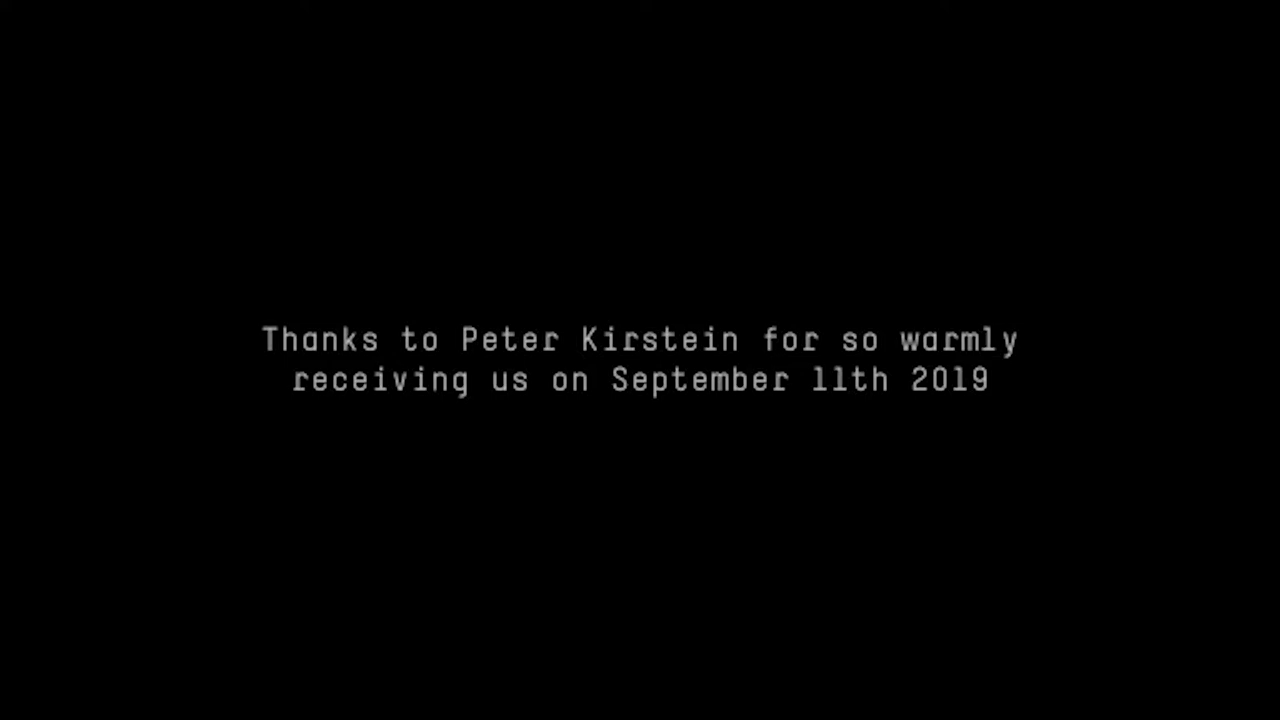 Thanks to Peter Kirstein for so warmly
receiving us on September 11th 2019